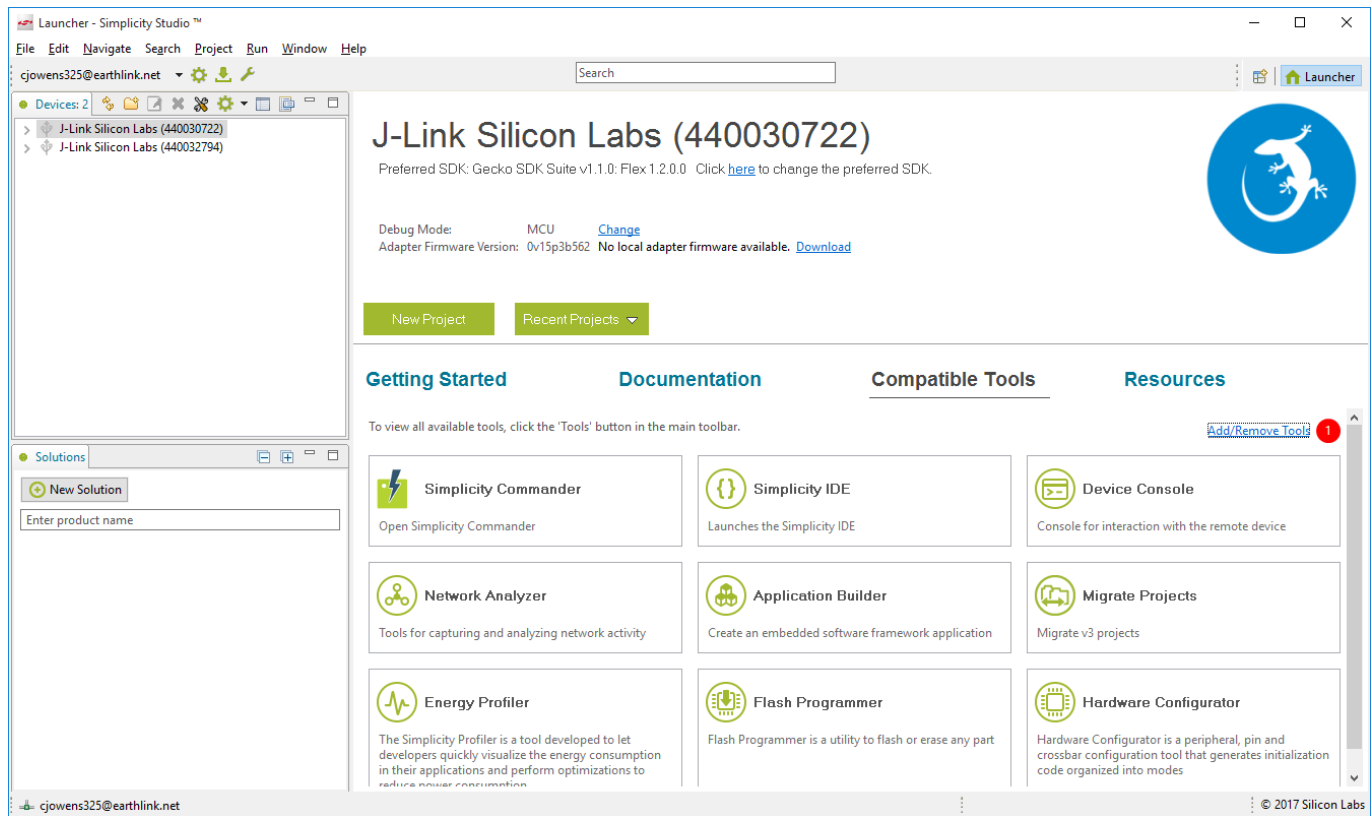 Launcher - Simplicity Studio ™
File Edit Navigate Search Project Run Window Help
cjowens325@earthlink.net
Search
Launcher
Devices: 2
J-Link Silicon Labs (440030722)
J-Link Silicon Labs (440032794)
J-Link Silicon Labs (440030722)
Preferred SDK: Gecko SDK Suite v1.1.0: Flex 1.2.0.0 Click here to change the preferred SDK.
Debug Mode: MCU Change
Adapter Firmware Version: 0v15p3b562 No local adapter firmware available. Download
New Project Recent Projects
Getting Started Documentation Compatible Tools Resources
To view all available tools, click the 'Tools' button in the main toolbar.
Add/Remove Tools 1
Solutions
New Solution
Enter product name
Simplicity Commander
Open Simplicity Commander
Simplicity IDE
Launches the Simplicity IDE
Device Console
Console for interaction with the remote device
Network Analyzer
Tools for capturing and analyzing network activity
Application Builder
Create an embedded software framework application
Migrate Projects
Migrate v3 projects
Energy Profiler
The Simplicity Profiler is a tool developed to let
developers quickly visualize the energy consumption
in their applications and perform optimizations to
reduce power consumption
Flash Programmer
Flash Programmer is a utility to flash or erase any part
Hardware Configurator
Hardware Configurator is a peripheral, pin and
crossbar configuration tool that generates initialization
code organized into modes
cjowens325@earthlink.net
© 2017 Silicon Labs